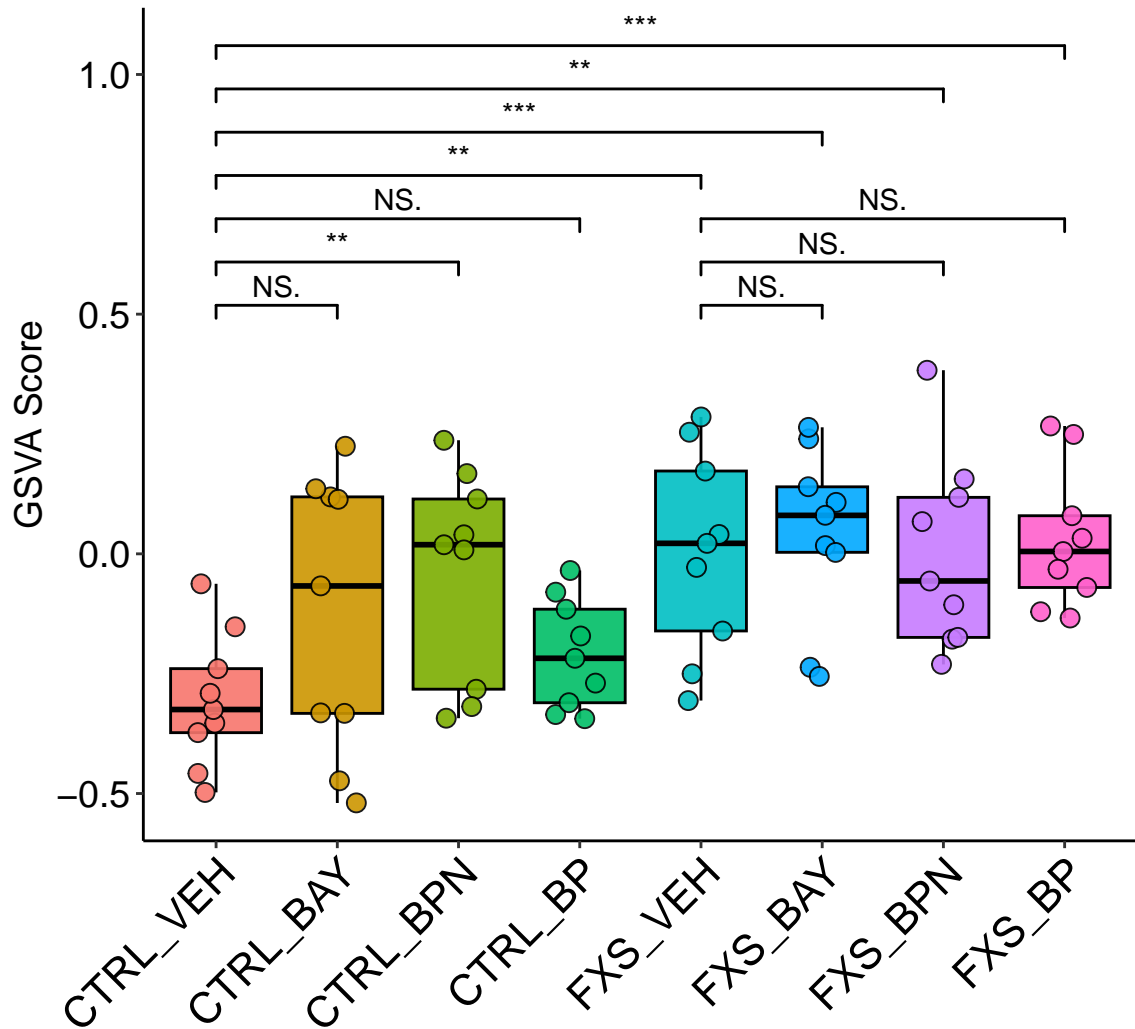 ***
1.0
**
***
**
NS.
NS.
**
NS.
NS.
NS.
0.5
GSVA Score
0.0
−0.5
CTRL_VEH
CTRL_BAY
CTRL_BPN
CTRL_BP
FXS_VEH
FXS_BAY
FXS_BPN
FXS_BP